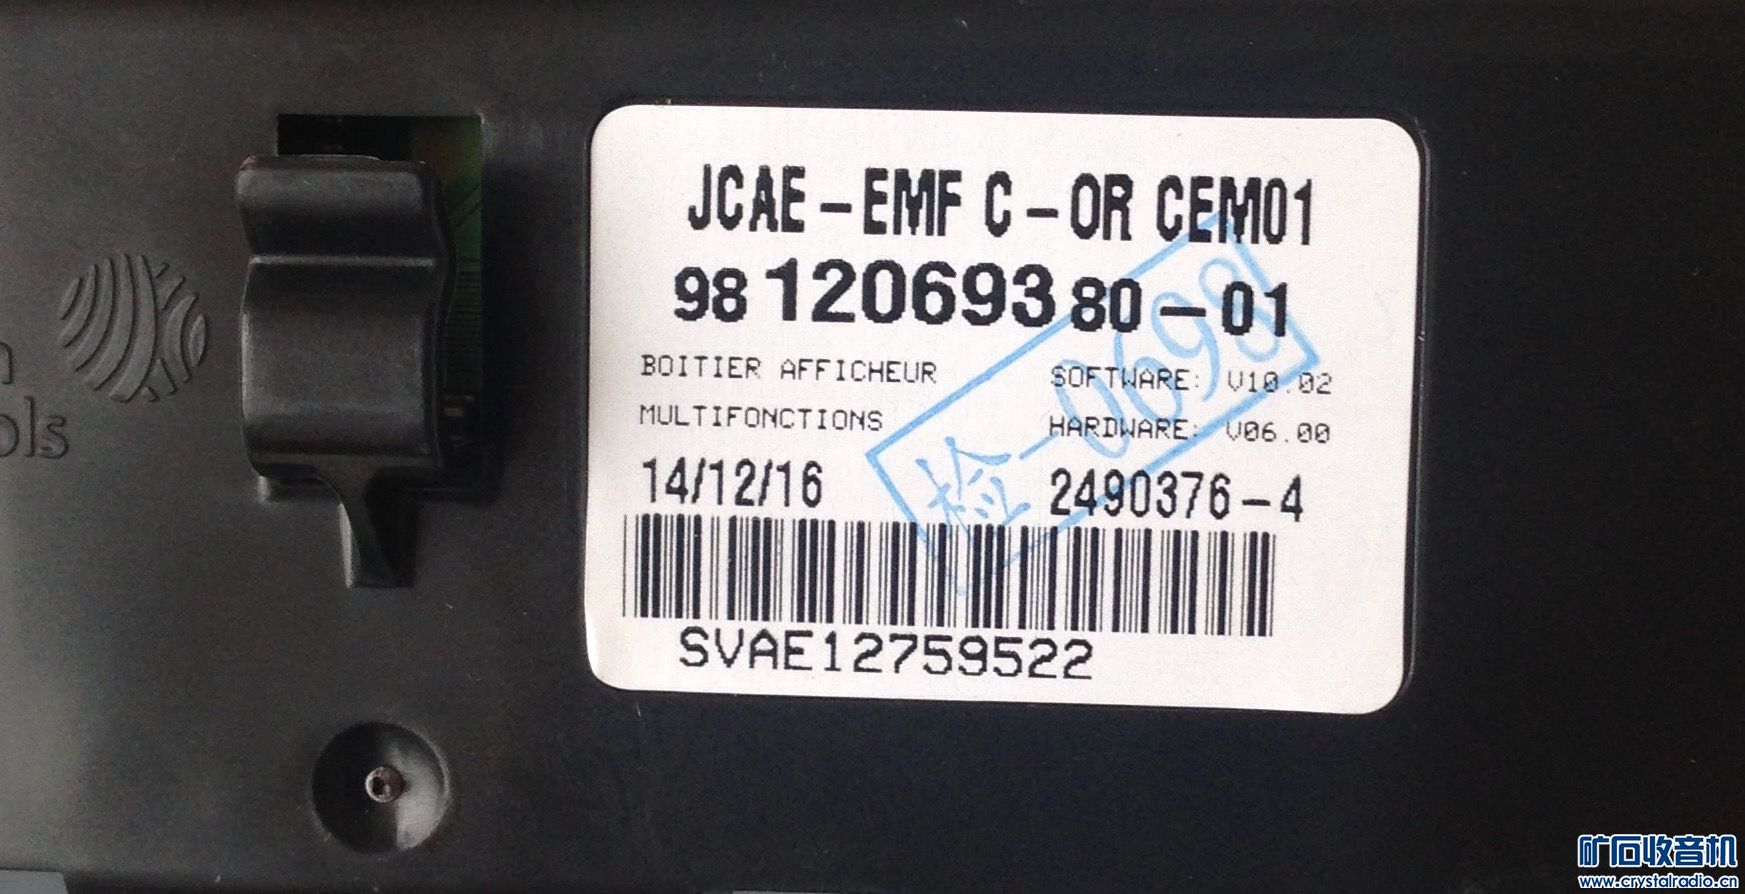 JCAE-EMF C-OR CEM01
98 120693 80-01
BOITIER AFFICHEUR
MULTIFONCTIONS
SOFTWARE: V10.02
HARDWARE: V06.00
14/12/16
2490376-4
检-0698
SVAE12759522
n
ols
矿石收音机
www.crystalradio.cn